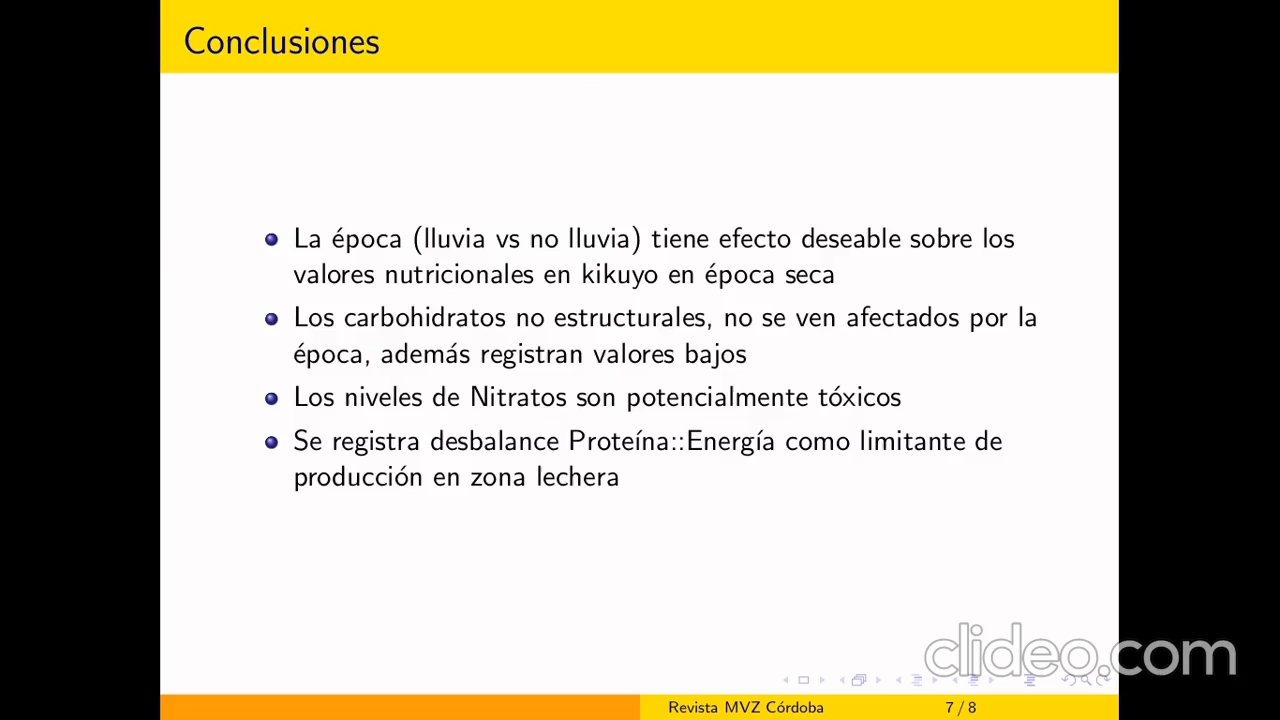 Conclusiones
La época (lluvia vs no lluvia) tiene efecto deseable sobre los
valores nutricionales en kikuyo en época seca
Los carbohidratos no estructurales, no se ven afectados por la
época, además registran valores bajos
Los niveles de Nitratos son potencialmente tóxicos
Se registra desbalance Proteína::Energía como limitante de
producción en zona lechera
clideo.com
Revista MVZ Córdoba 7 / 8